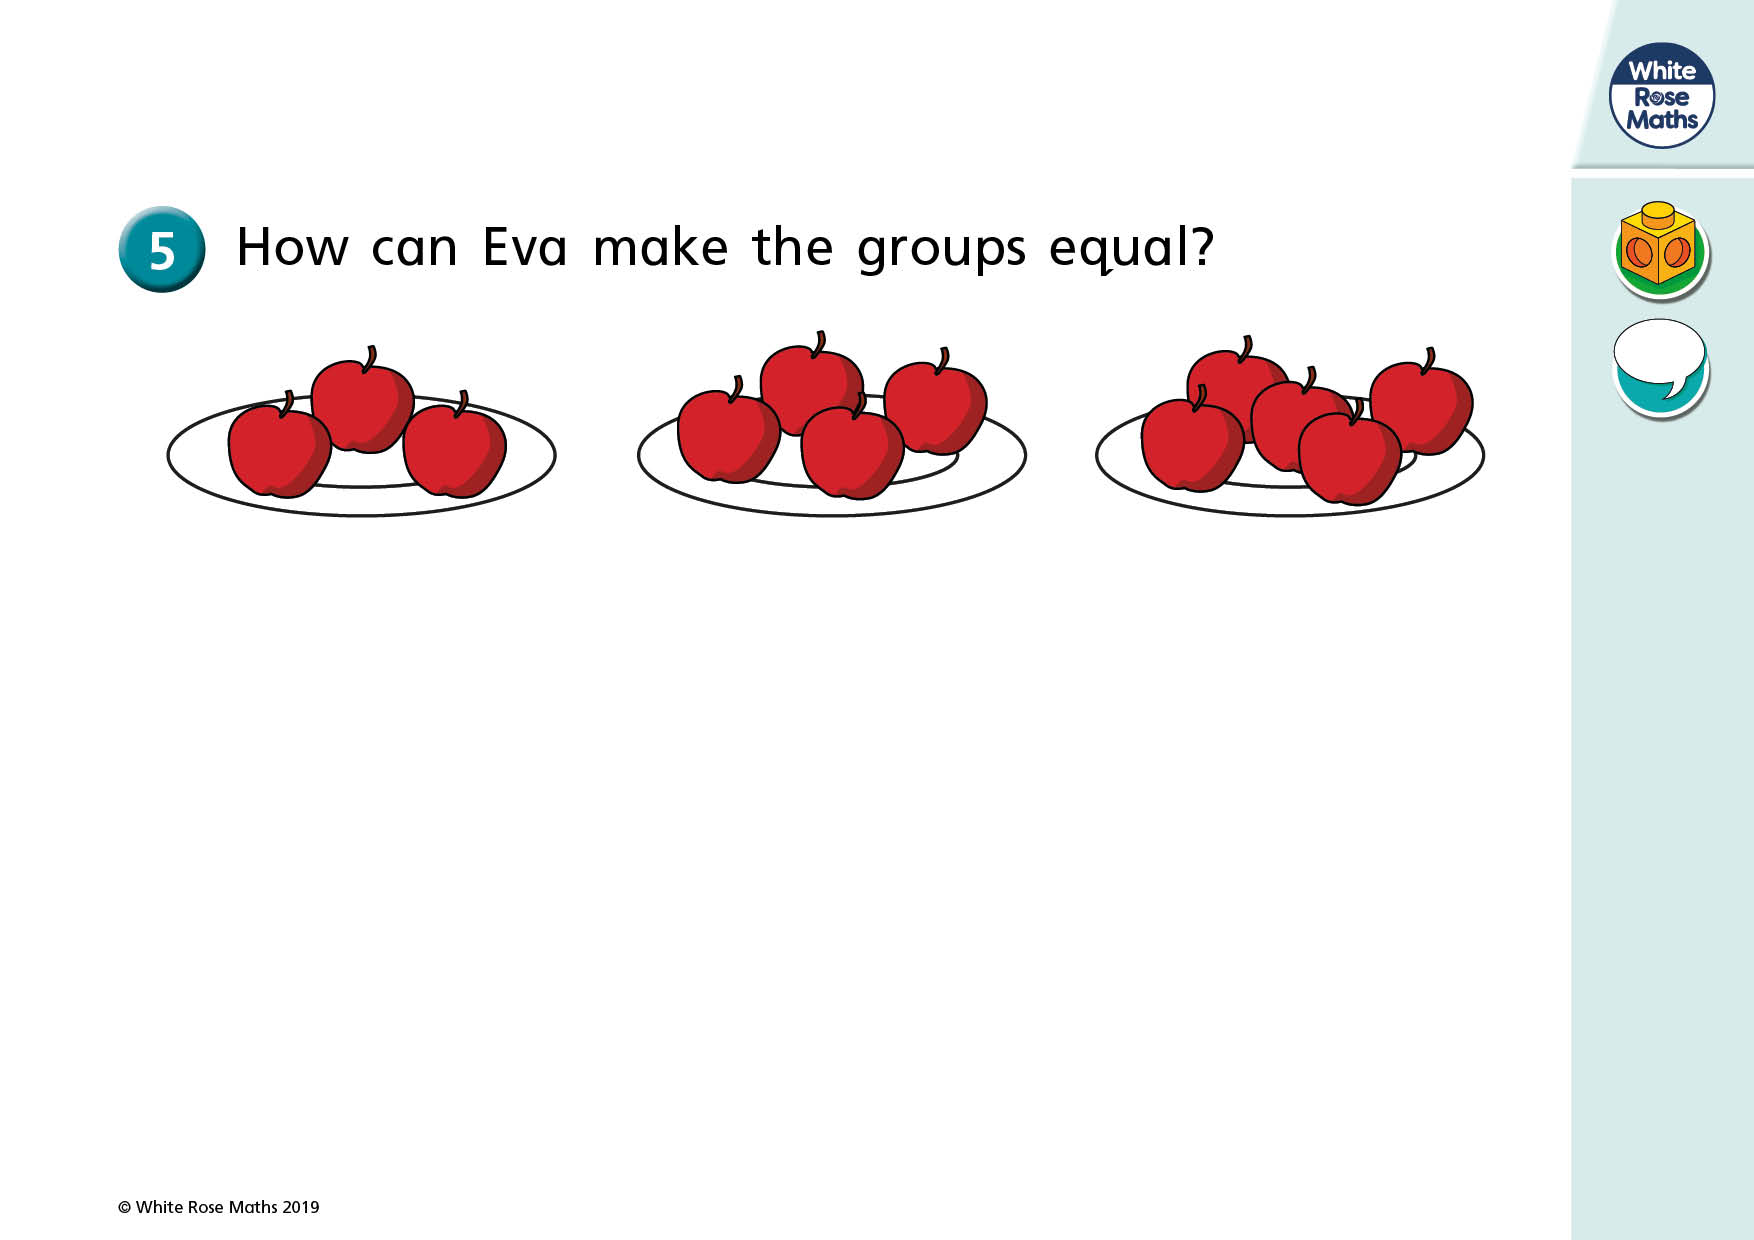 White
Rose
Maths
5 How can Eva make the groups equal?
© White Rose Maths 2019